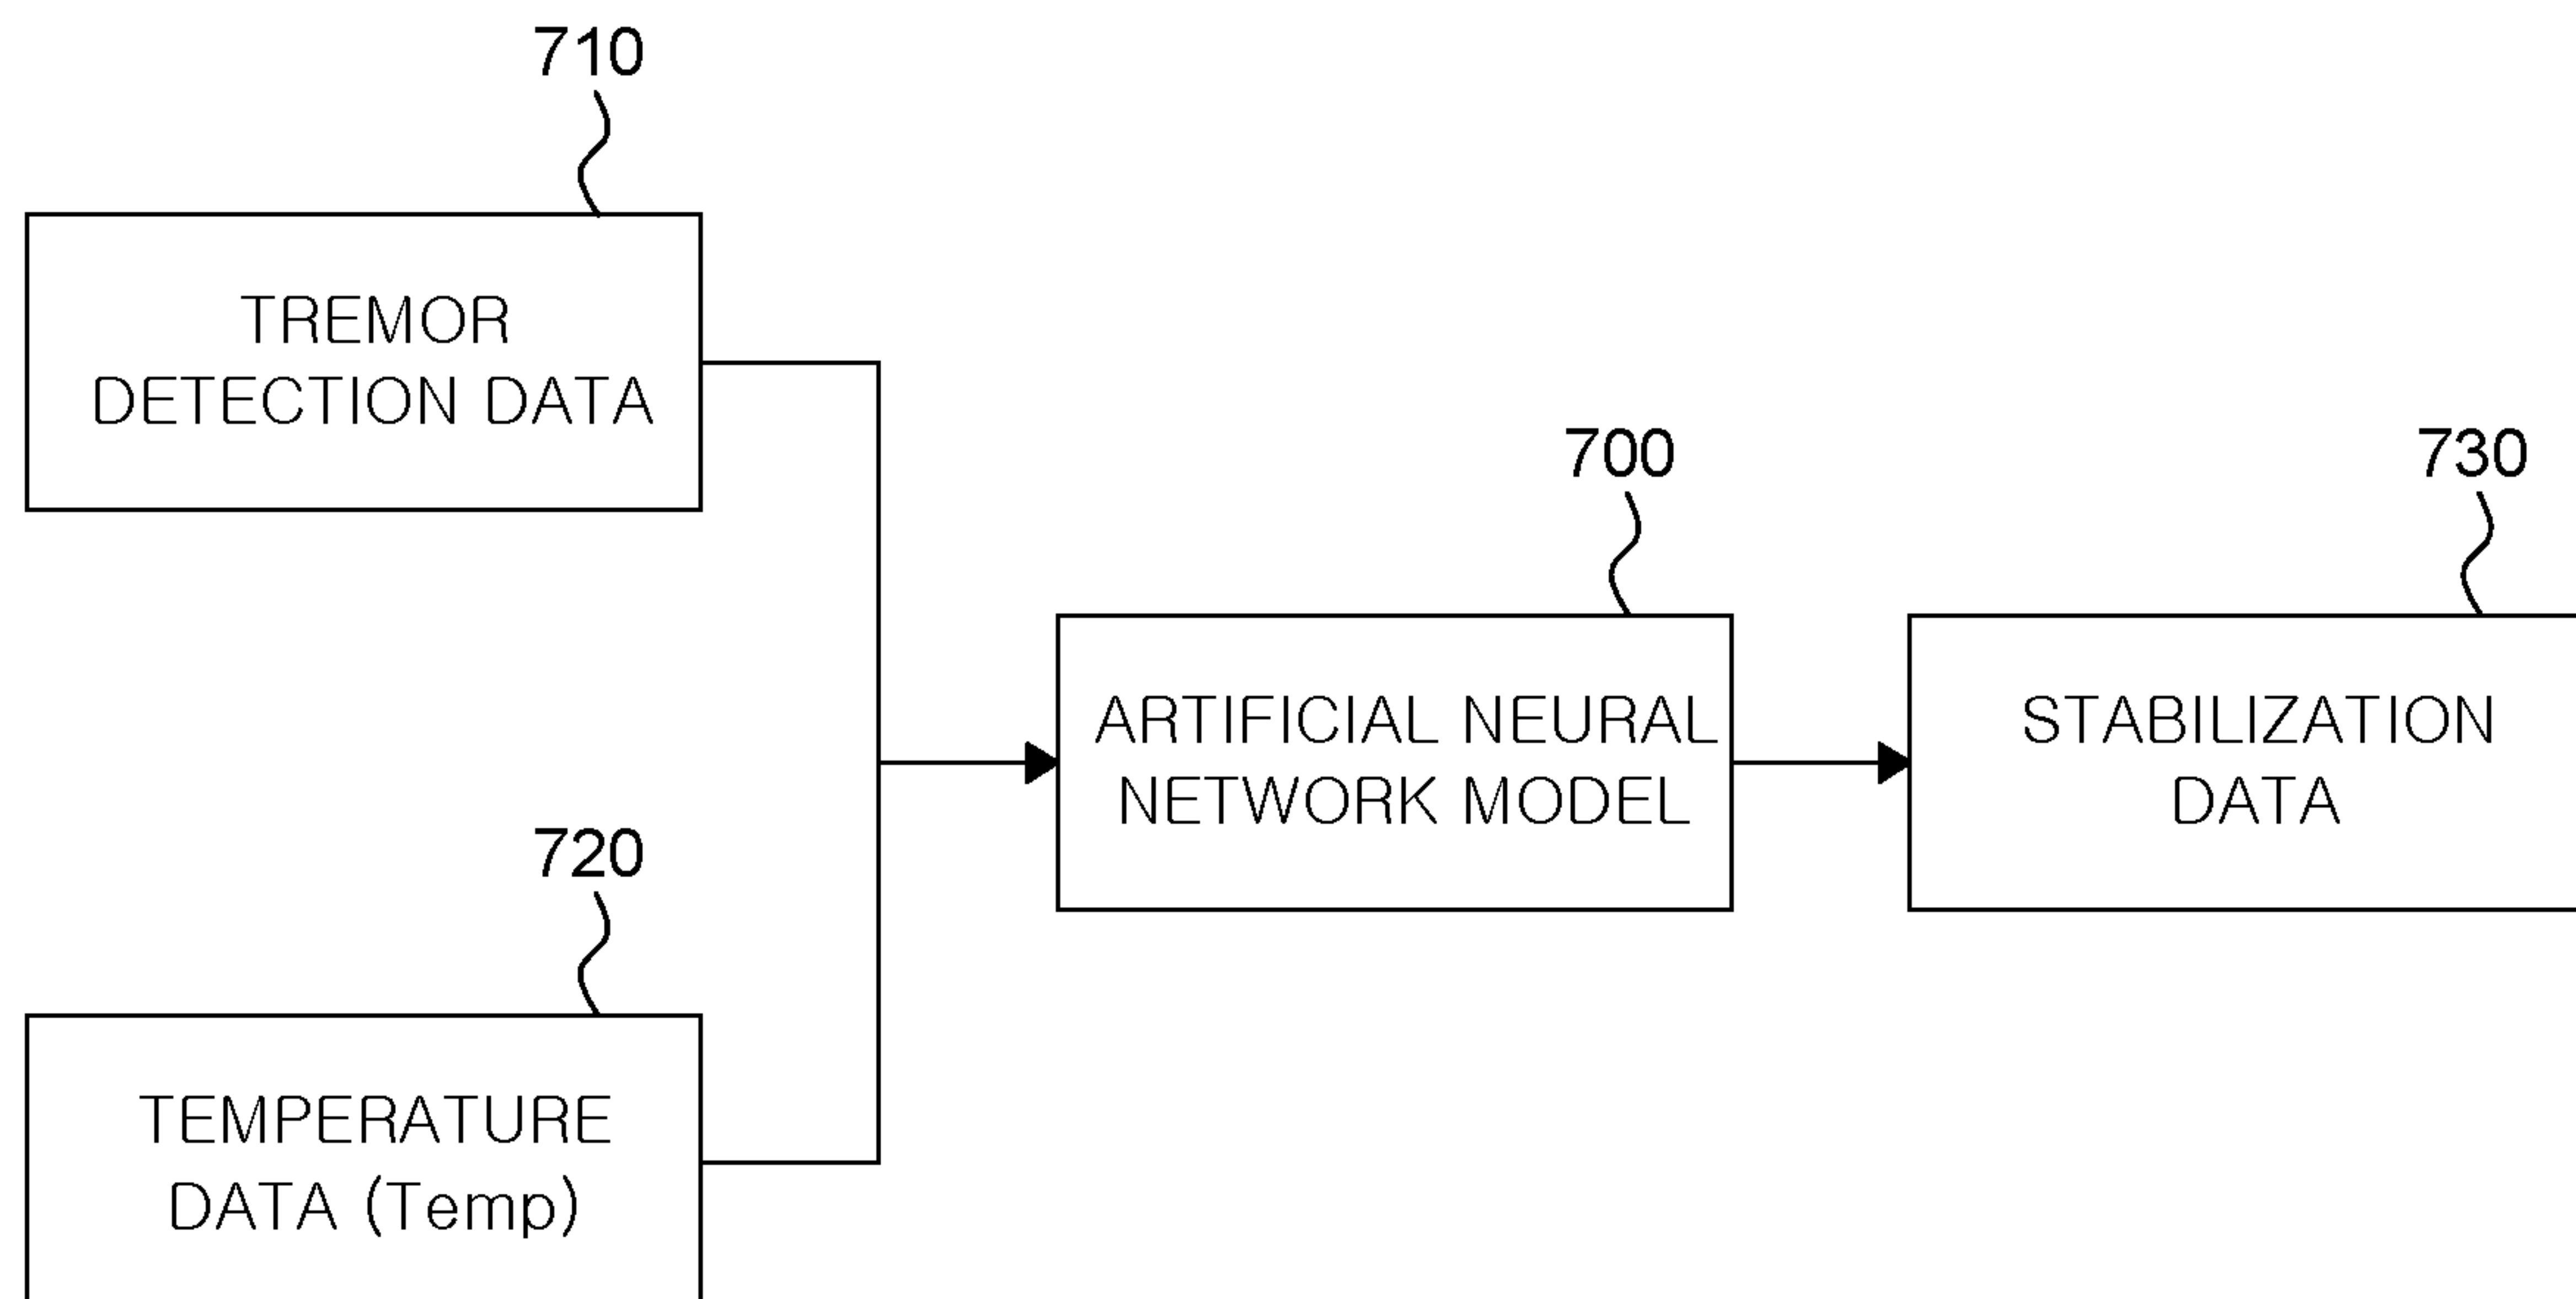 710
TREMOR
DETECTION DATA
720
TEMPERATURE
DATA (Temp)
700
ARTIFICIAL NEURAL
NETWORK MODEL
730
STABILIZATION
DATA